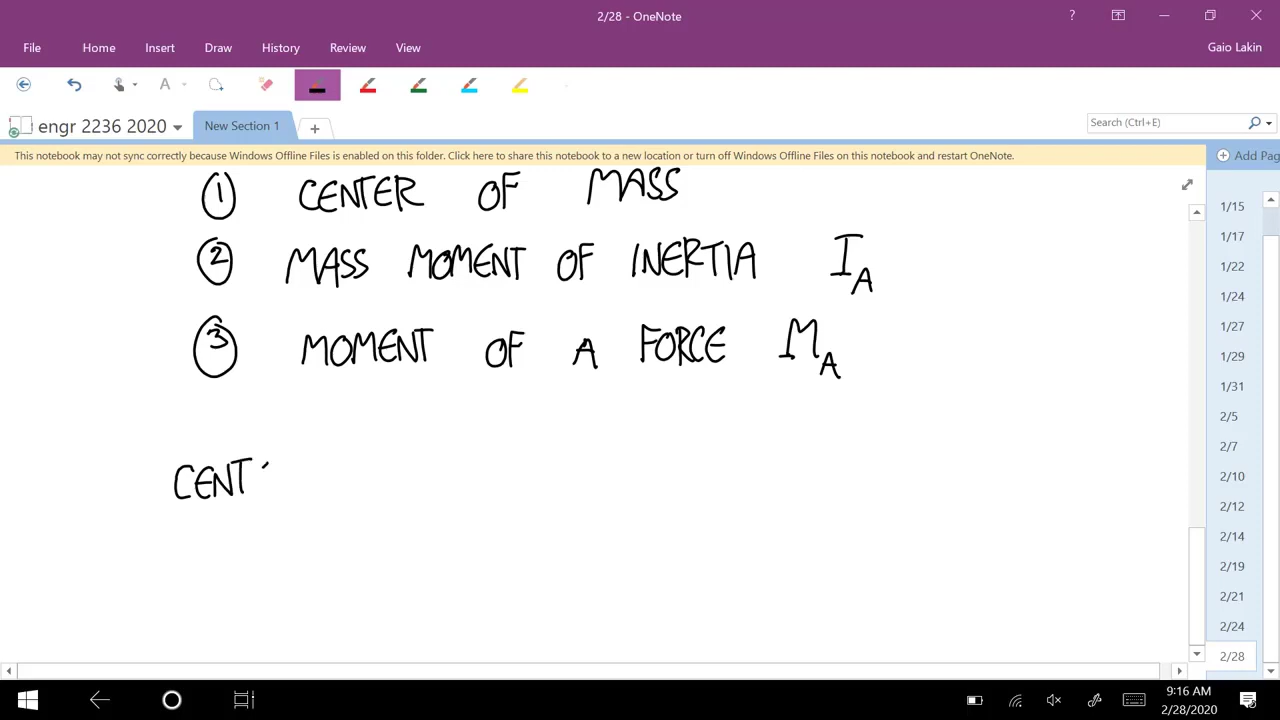 2/28 - OneNote
File Home Insert Draw History Review View Gaio Lakin
engr 2236 2020 New Section 1 Search (Ctrl+E)
This notebook may not sync correctly because Windows Offline Files is enabled on this folder. Click here to share this notebook to a new location or turn off Windows Offline Files on this notebook and restart OneNote.
Add Pag
1 CENTER OF MASS
2 MASS MOMENT OF INERTIA I_A
3 MOMENT OF A FORCE M_A
CENT
1/15
1/17
1/22
1/24
1/27
1/29
1/31
2/5
2/7
2/10
2/12
2/14
2/19
2/21
2/24
2/28
9:16 AM
2/28/2020